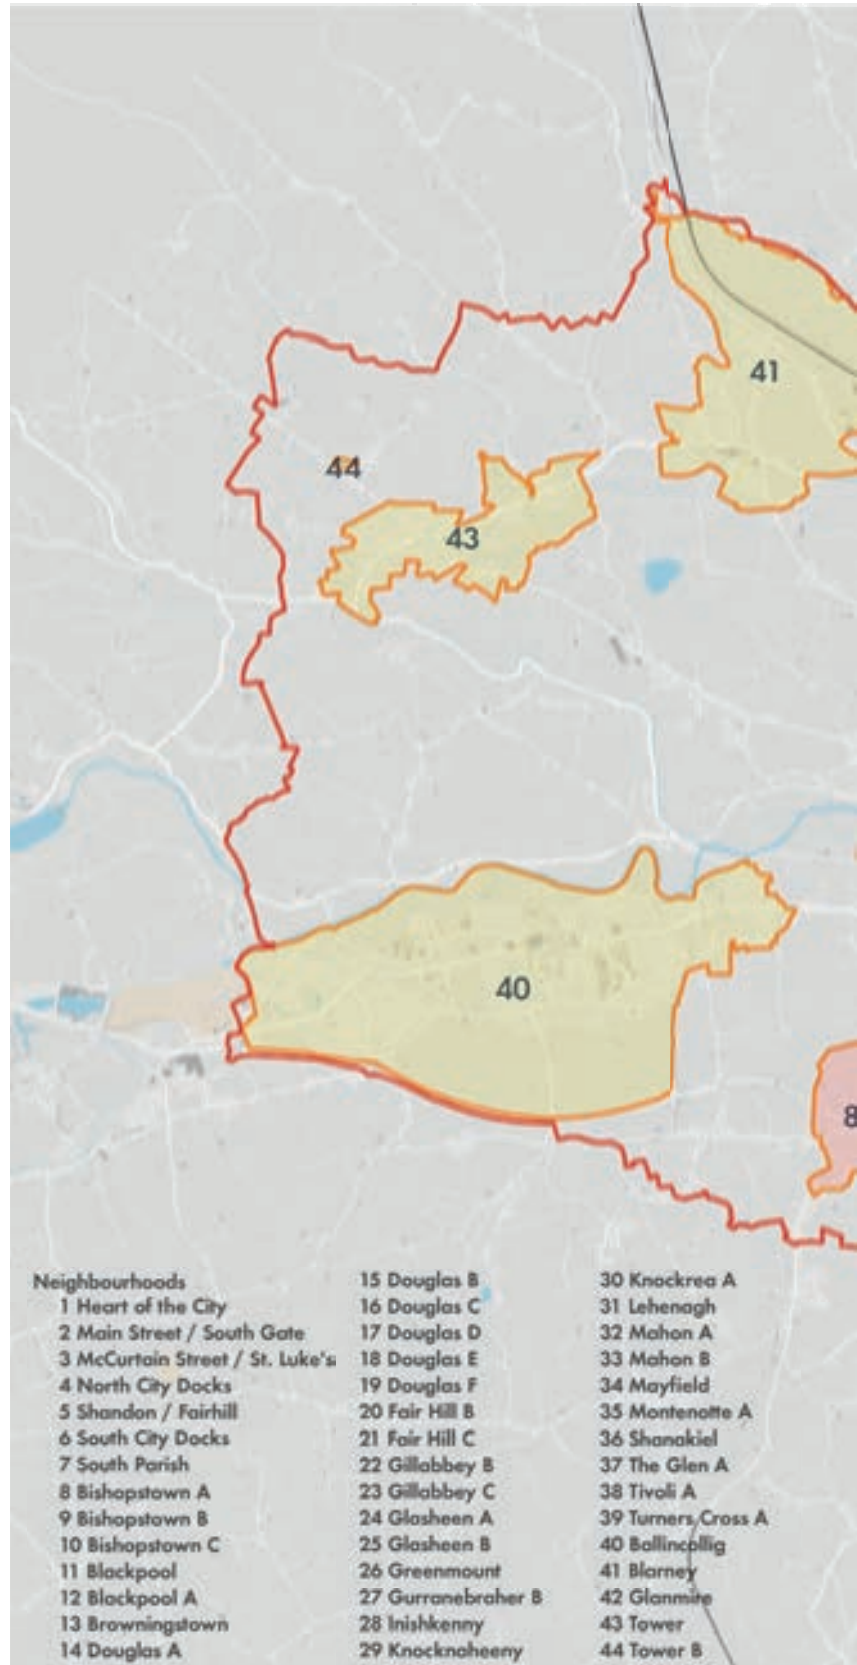 41
44
43
40
8
Neighbourhoods
1 Heart of the City
2 Main Street / South Gate
3 McCurtain Street / St. Luke's
4 North City Docks
5 Shandon / Fairhill
6 South City Docks
7 South Parish
8 Bishopstown A
9 Bishopstown B
10 Bishopstown C
11 Blackpool
12 Blackpool A
13 Browningstown
14 Douglas A
15 Douglas B
16 Douglas C
17 Douglas D
18 Douglas E
19 Douglas F
20 Fair Hill B
21 Fair Hill C
22 Gillabbey B
23 Gillabbey C
24 Glasheen A
25 Glasheen B
26 Greenmount
27 Gurranebraher B
28 Inishkenny
29 Knocknaheeny
30 Knockrea A
31 Lehenagh
32 Mahon A
33 Mahon B
34 Mayfield
35 Montenotte A
36 Shanakiel
37 The Glen A
38 Tivoli A
39 Turners Cross A
40 Ballincollig
41 Blarney
42 Glanmire
43 Tower
44 Tower B